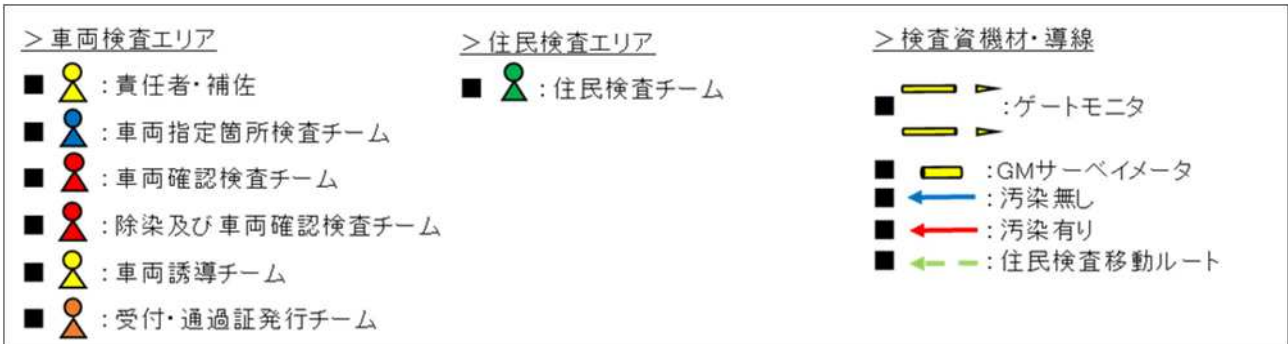 ＞車両検査エリア
■ ：責任者・補佐
■ ：車両指定箇所検査チーム
■ ：車両確認検査チーム
■ ：除染及び車両確認検査チーム
■ ：車両誘導チーム
■ ：受付・通過証発行チーム
＞住民検査エリア
■ ：住民検査チーム
＞検査資機材・導線
■ ：ゲートモニタ
■ ：GMサーベイメータ
■ ：汚染無し
■ ：汚染有り
■ ：住民検査移動ルート